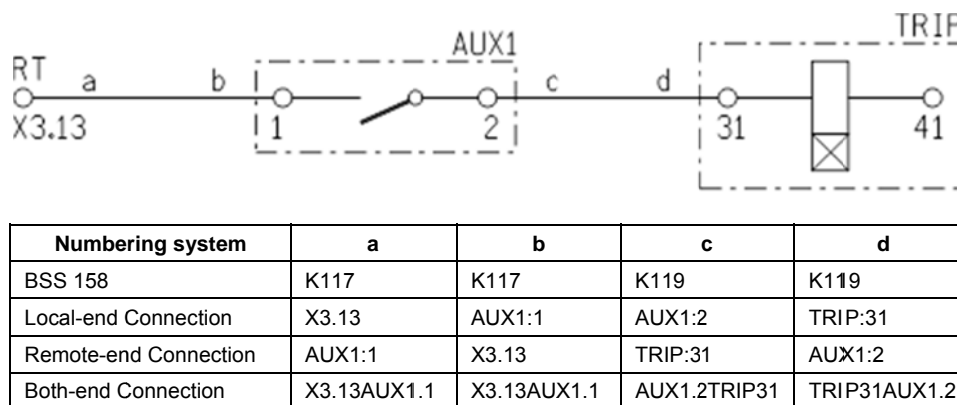 TRIP
AUX1
RT
a b c d
X3.13 1 2 31 41
Numbering system a b c d
BSS 158 K117 K117 K119 K119
Local-end Connection X3.13 AUX1:1 AUX1:2 TRIP:31
Remote-end Connection AUX1:1 X3.13 TRIP:31 AUX1:2
Both-end Connection X3.13AUX1.1 X3.13AUX1.1 AUX1.2TRIP31 TRIP31AUX1.2